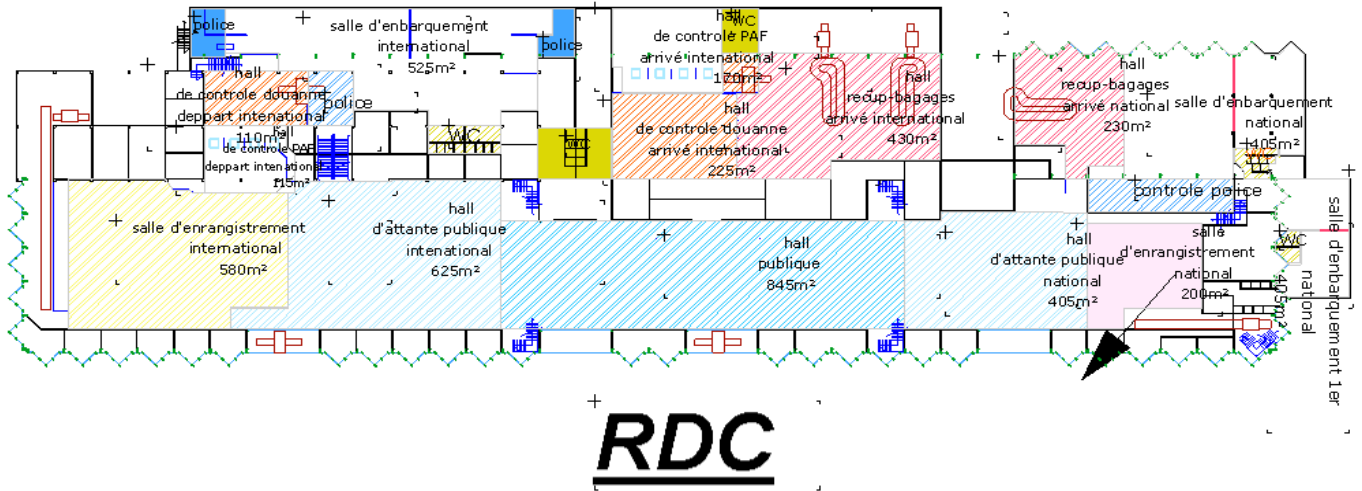 police
salle d'enbarquement
international
525m²
police
hall
de controle PAF
arrivé international
170m²
WC
hall
de controle douanne
deppart intenational
110m²
police
hall
de controle PAF
deppart intenational
115m²
WC
WC
hall
de controle douanne
arrivé international
225m²
hall
recup-bagages
arrivé international
430m²
hall
recup-bagages
arrivé national
230m²
salle d'enbarquement
national
405m²
controle police
salle d'enrangistrement
international
580m²
hall
d'attante publique
intenational
625m²
hall
publique
845m²
hall
d'attante publique
national
405m²
salle
d'enrangistrement
national
200m²
WC
salle d'enbarquement 1er
national
405m²
RDC